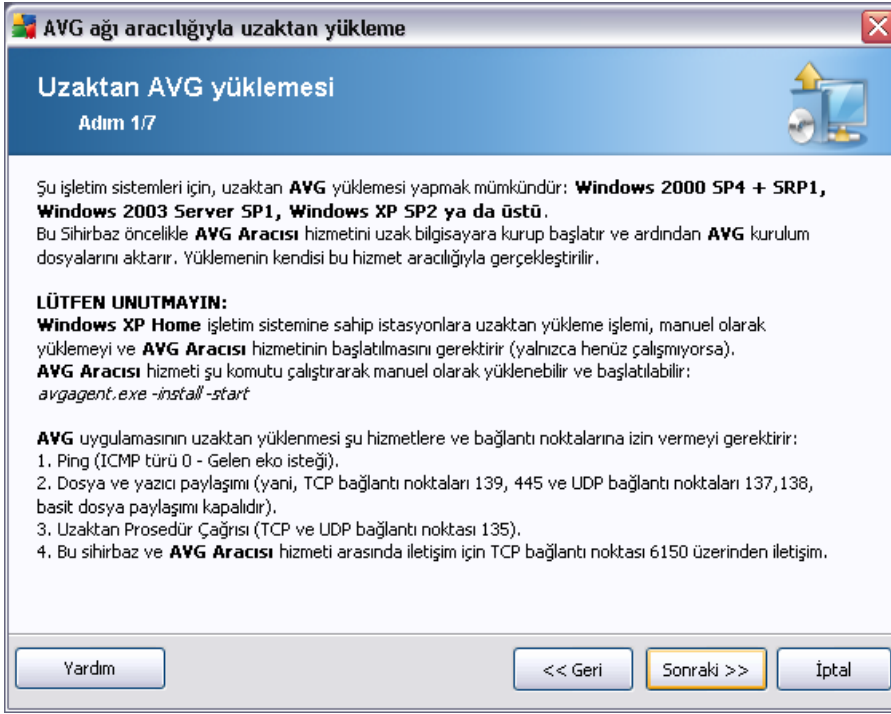 AVG ağı aracılığıyla uzaktan yükleme
Uzaktan AVG yüklemesi
Adım 1/7
Şu işletim sistemleri için, uzaktan AVG yüklemesi yapmak mümkündür: Windows 2000 SP4 + SRP1,
Windows 2003 Server SP1, Windows XP SP2 ya da üstü.
Bu Sihirbaz öncelikle AVG Aracısı hizmetini uzak bilgisayara kurup başlatır ve ardından AVG kurulum
dosyalarını aktarır. Yüklemenin kendisi bu hizmet aracılığıyla gerçekleştirilir.
LÜTFEN UNUTMAYIN:
Windows XP Home işletim sistemine sahip istasyonlara uzaktan yükleme işlemi, manuel olarak
yüklemeyi ve AVG Aracısı hizmetinin başlatılmasını gerektirir (yalnızca henüz çalışmıyorsa).
AVG Aracısı hizmeti şu komutu çalıştırarak manuel olarak yüklenebilir ve başlatılabilir:
avgagent.exe -install -start
AVG uygulamasının uzaktan yüklenmesi şu hizmetlere ve bağlantı noktalarına izin vermeyi gerektirir:
1. Ping (ICMP türü 0 - Gelen eko isteği).
2. Dosya ve yazıcı paylaşımı (yani, TCP bağlantı noktaları 139, 445 ve UDP bağlantı noktaları 137,138,
basit dosya paylaşımı kapalıdır).
3. Uzaktan Prosedür Çağrısı (TCP ve UDP bağlantı noktası 135).
4. Bu sihirbaz ve AVG Aracısı hizmeti arasında iletişim için TCP bağlantı noktası 6150 üzerinden iletişim.
Yardım
<< Geri
Sonraki >>
İptal